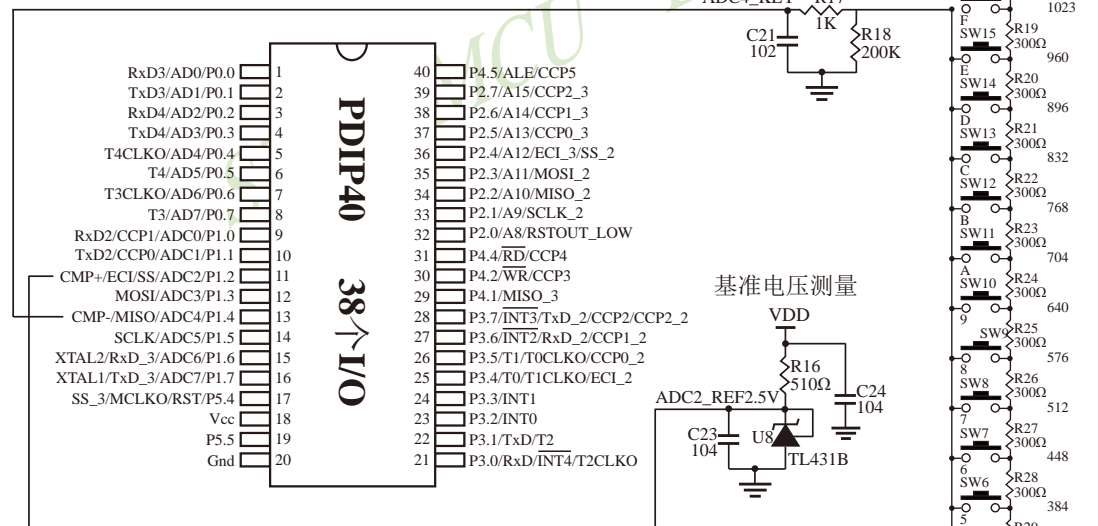 ADC4_KEY
R17
1K
C21
102
R18
200K
MCU
RxD3/AD0/P0.0 1
TxD3/AD1/P0.1 2
RxD4/AD2/P0.2 3
TxD4/AD3/P0.3 4
T4CLKO/AD4/P0.4 5
T4/AD5/P0.5 6
T3CLKO/AD6/P0.6 7
T3/AD7/P0.7 8
RxD2/CCP1/ADC0/P1.0 9
TxD2/CCP0/ADC1/P1.1 10
CMP+/ECI/SS/ADC2/P1.2 11
MOSI/ADC3/P1.3 12
CMP-/MISO/ADC4/P1.4 13
SCLK/ADC5/P1.5 14
XTAL2/RxD_3/ADC6/P1.6 15
XTAL1/TxD_3/ADC7/P1.7 16
SS_3/MCLKO/RST/P5.4 17
Vcc 18
P5.5 19
Gnd 20
PDIP40 38个I/O
40 P4.5/ALE/CCP5
39 P2.7/A15/CCP2_3
38 P2.6/A14/CCP1_3
37 P2.5/A13/CCP0_3
36 P2.4/A12/ECI_3/SS_2
35 P2.3/A11/MOSI_2
34 P2.2/A10/MISO_2
33 P2.1/A9/SCLK_2
32 P2.0/A8/RSTOUT_LOW
31 P4.4/RD/CCP4
30 P4.2/WR/CCP3
29 P4.1/MISO_3
28 P3.7/INT3/TxD_2/CCP2/CCP2_2
27 P3.6/INT2/RxD_2/CCP1_2
26 P3.5/T1/T0CLKO/CCP0_2
25 P3.4/T0/T1CLKO/ECI_2
24 P3.3/INT1
23 P3.2/INT0
22 P3.1/TxD/T2
21 P3.0/RxD/INT4/T2CLKO
基准电压测量
VDD
R16
510Ω
ADC2_REF2.5V
C24
104
C23
104
U8
TL431B
1023
F
SW15
R19
300Ω
960
E
SW14
R20
300Ω
896
D
SW13
R21
300Ω
832
C
SW12
R22
300Ω
768
B
SW11
R23
300Ω
704
A
SW10
R24
300Ω
640
9
SW9
R25
300Ω
576
8
SW8
R26
300Ω
512
7
SW7
R27
300Ω
448
6
SW6
R28
300Ω
384
5